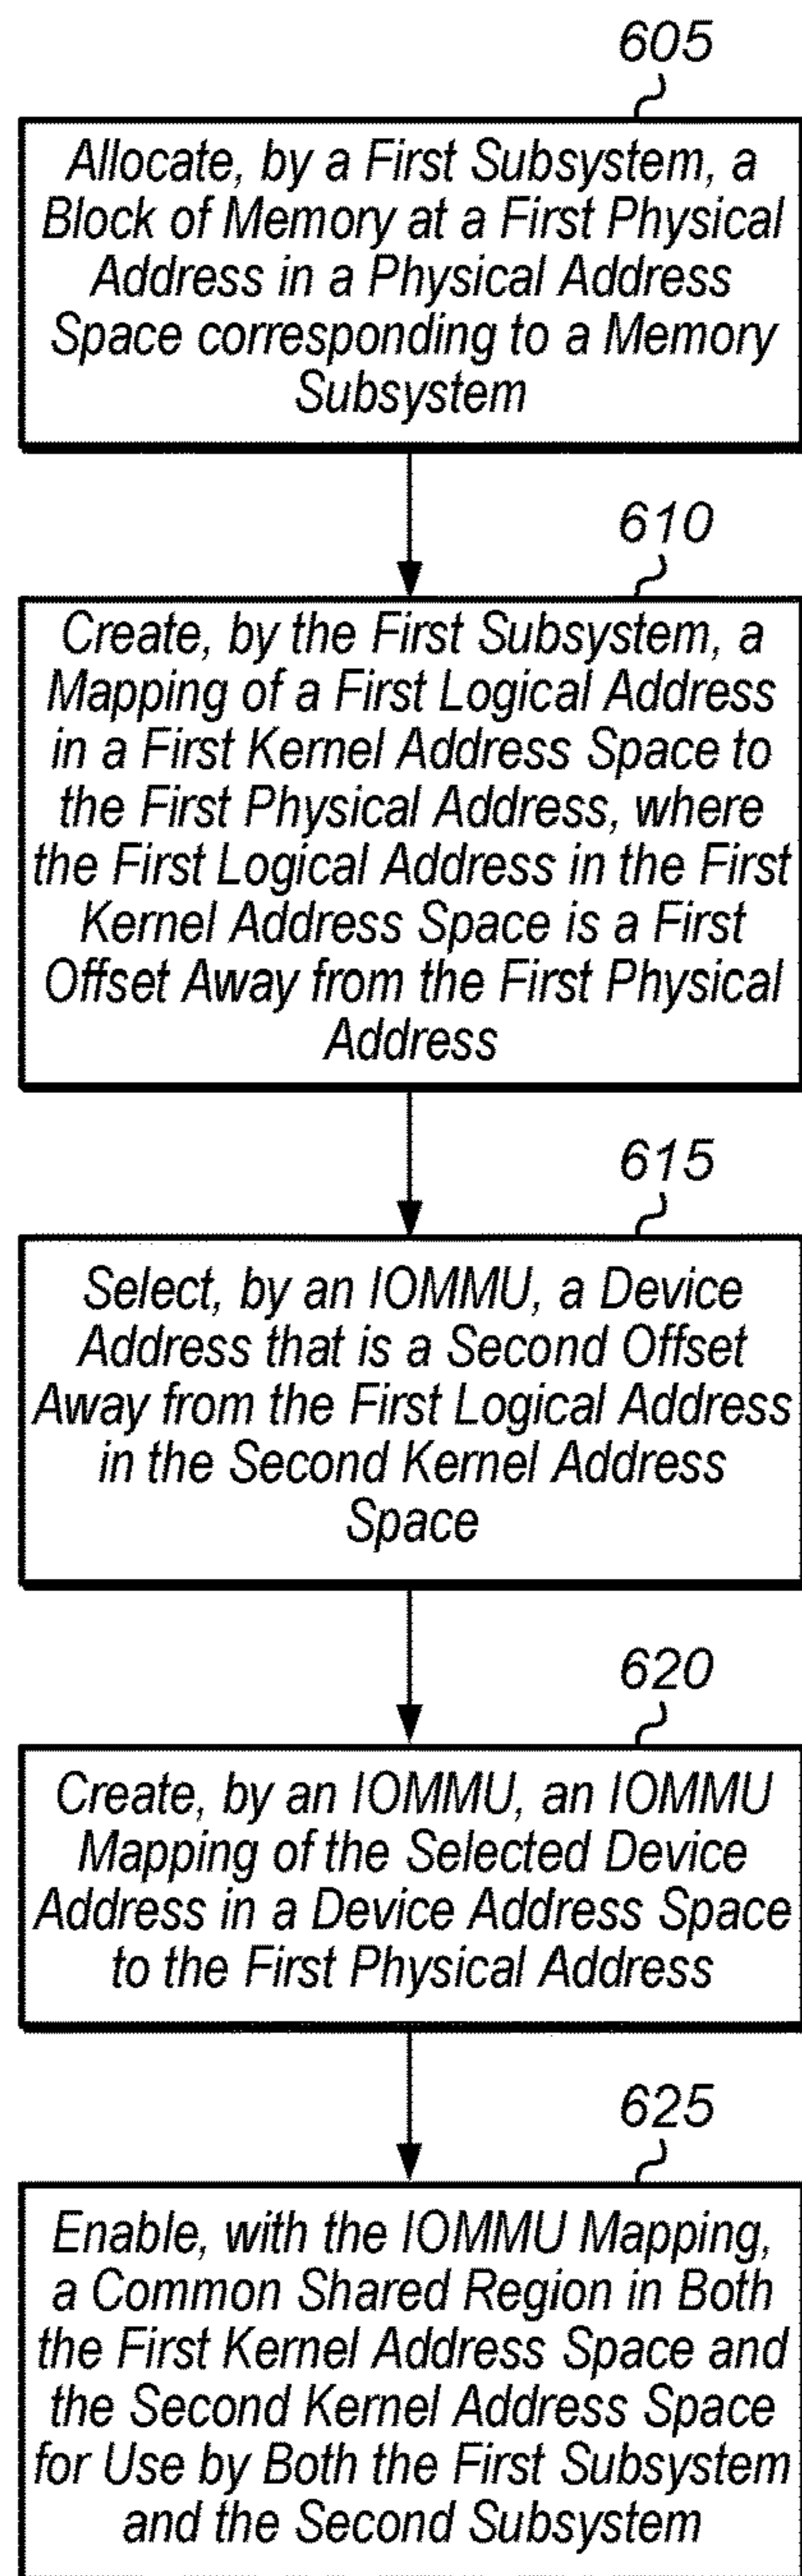 605
Allocate, by a First Subsystem, a
Block of Memory at a First Physical
Address in a Physical Address
Space corresponding to a Memory
Subsystem
610
Create, by the First Subsystem, a
Mapping of a First Logical Address
in a First Kernel Address Space to
the First Physical Address, where
the First Logical Address in the First
Kernel Address Space is a First
Offset Away from the First Physical
Address
615
Select, by an IOMMU, a Device
Address that is a Second Offset
Away from the First Logical Address
in the Second Kernel Address
Space
620
Create, by an IOMMU, an IOMMU
Mapping of the Selected Device
Address in a Device Address Space
to the First Physical Address
625
Enable, with the IOMMU Mapping,
a Common Shared Region in Both
the First Kernel Address Space and
the Second Kernel Address Space
for Use by Both the First Subsystem
and the Second Subsystem